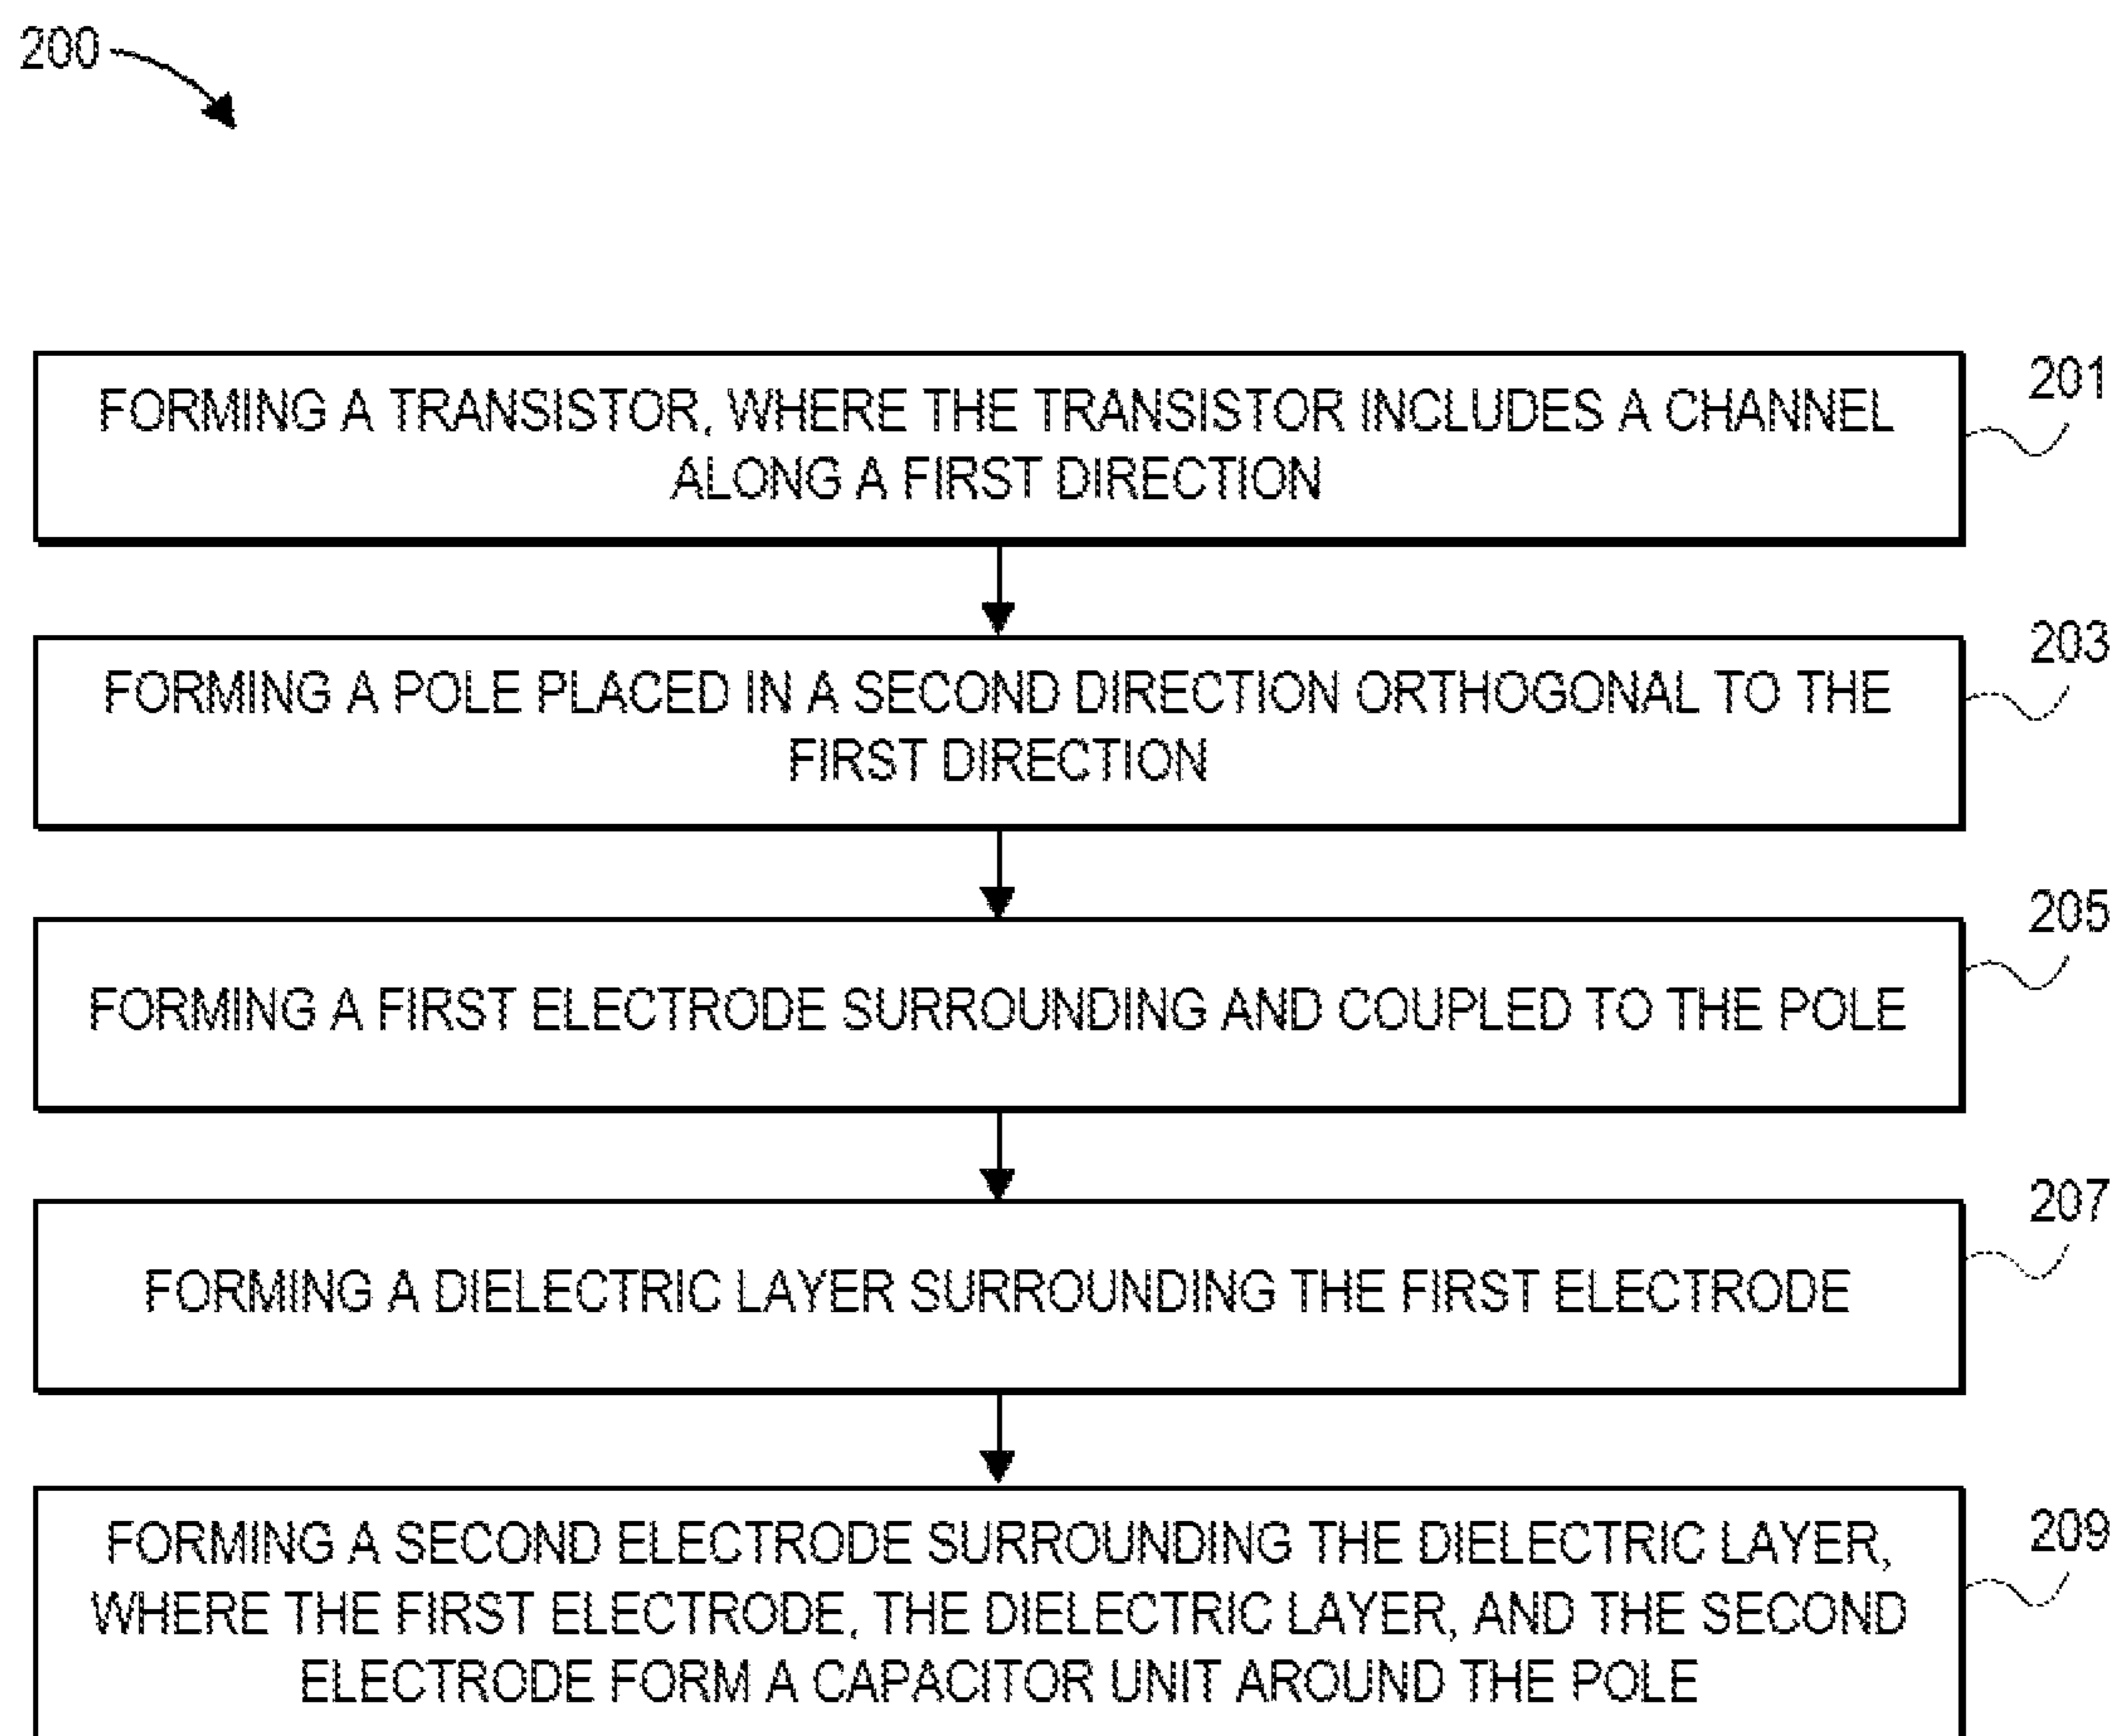 200
FORMING A TRANSISTOR, WHERE THE TRANSISTOR INCLUDES A CHANNEL
ALONG A FIRST DIRECTION
201
FORMING A POLE PLACED IN A SECOND DIRECTION ORTHOGONAL TO THE
FIRST DIRECTION
203
FORMING A FIRST ELECTRODE SURROUNDING AND COUPLED TO THE POLE
205
FORMING A DIELECTRIC LAYER SURROUNDING THE FIRST ELECTRODE
207
FORMING A SECOND ELECTRODE SURROUNDING THE DIELECTRIC LAYER,
WHERE THE FIRST ELECTRODE, THE DIELECTRIC LAYER, AND THE SECOND
ELECTRODE FORM A CAPACITOR UNIT AROUND THE POLE
209